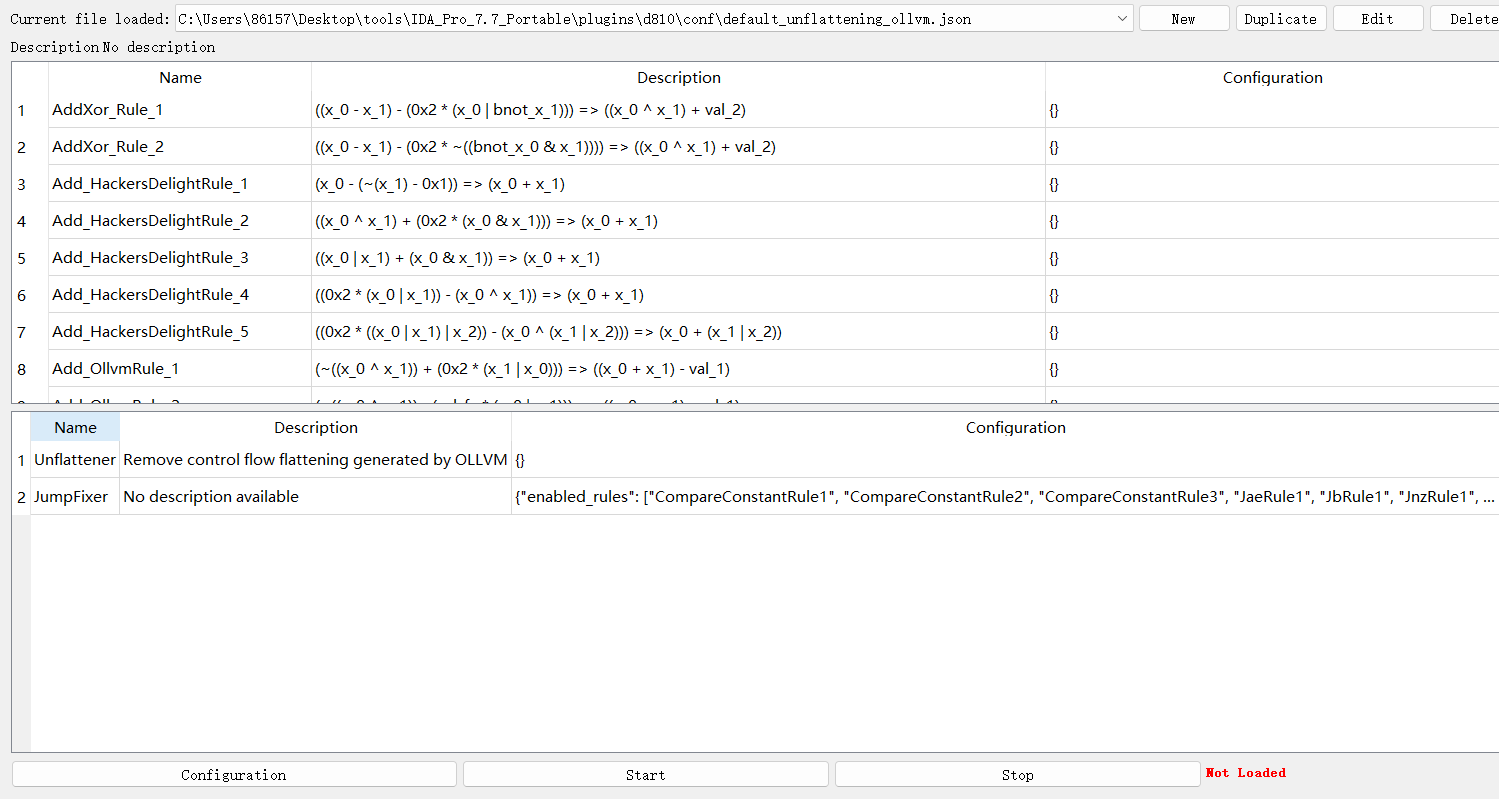 Current file loaded: C:\Users\86157\Desktop\tools\IDA_Pro_7.7_Portable\plugins\d810\conf\default_unflattening_ollvm.json New Duplicate Edit Delete
Description No description
Name Description Configuration
1 AddXor_Rule_1 ((x_0 - x_1) - (0x2 * (x_0 | bnot_x_1))) => ((x_0 ^ x_1) + val_2) {}
2 AddXor_Rule_2 ((x_0 - x_1) - (0x2 * ~((bnot_x_0 & x_1)))) => ((x_0 ^ x_1) + val_2) {}
3 Add_HackersDelightRule_1 (x_0 - (~(x_1) - 0x1)) => (x_0 + x_1) {}
4 Add_HackersDelightRule_2 ((x_0 ^ x_1) + (0x2 * (x_0 & x_1))) => (x_0 + x_1) {}
5 Add_HackersDelightRule_3 ((x_0 | x_1) + (x_0 & x_1)) => (x_0 + x_1) {}
6 Add_HackersDelightRule_4 ((0x2 * (x_0 | x_1)) - (x_0 ^ x_1)) => (x_0 + x_1) {}
7 Add_HackersDelightRule_5 ((0x2 * ((x_0 | x_1) | x_2)) - (x_0 ^ (x_1 | x_2))) => (x_0 + (x_1 | x_2)) {}
8 Add_OllvmRule_1 (~((x_0 ^ x_1)) + (0x2 * (x_1 | x_0))) => ((x_0 + x_1) - val_1) {}
Name Description Configuration
1 Unflattener Remove control flow flattening generated by OLLVM {}
2 JumpFixer No description available {"enabled_rules": ["CompareConstantRule1", "CompareConstantRule2", "CompareConstantRule3", "JaeRule1", "JbRule1", "JnzRule1", ...
Configuration Start Stop Not Loaded